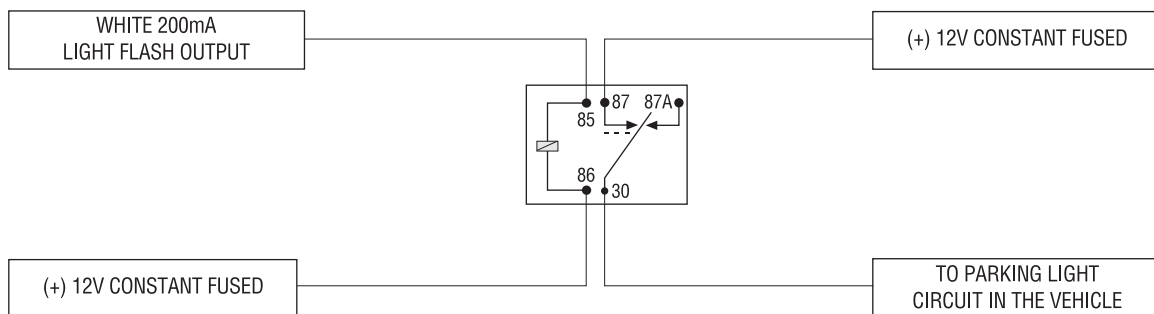 WHITE 200mA
LIGHT FLASH OUTPUT
(+) 12V CONSTANT FUSED
87
87A
85
86
30
(+) 12V CONSTANT FUSED
TO PARKING LIGHT
CIRCUIT IN THE VEHICLE